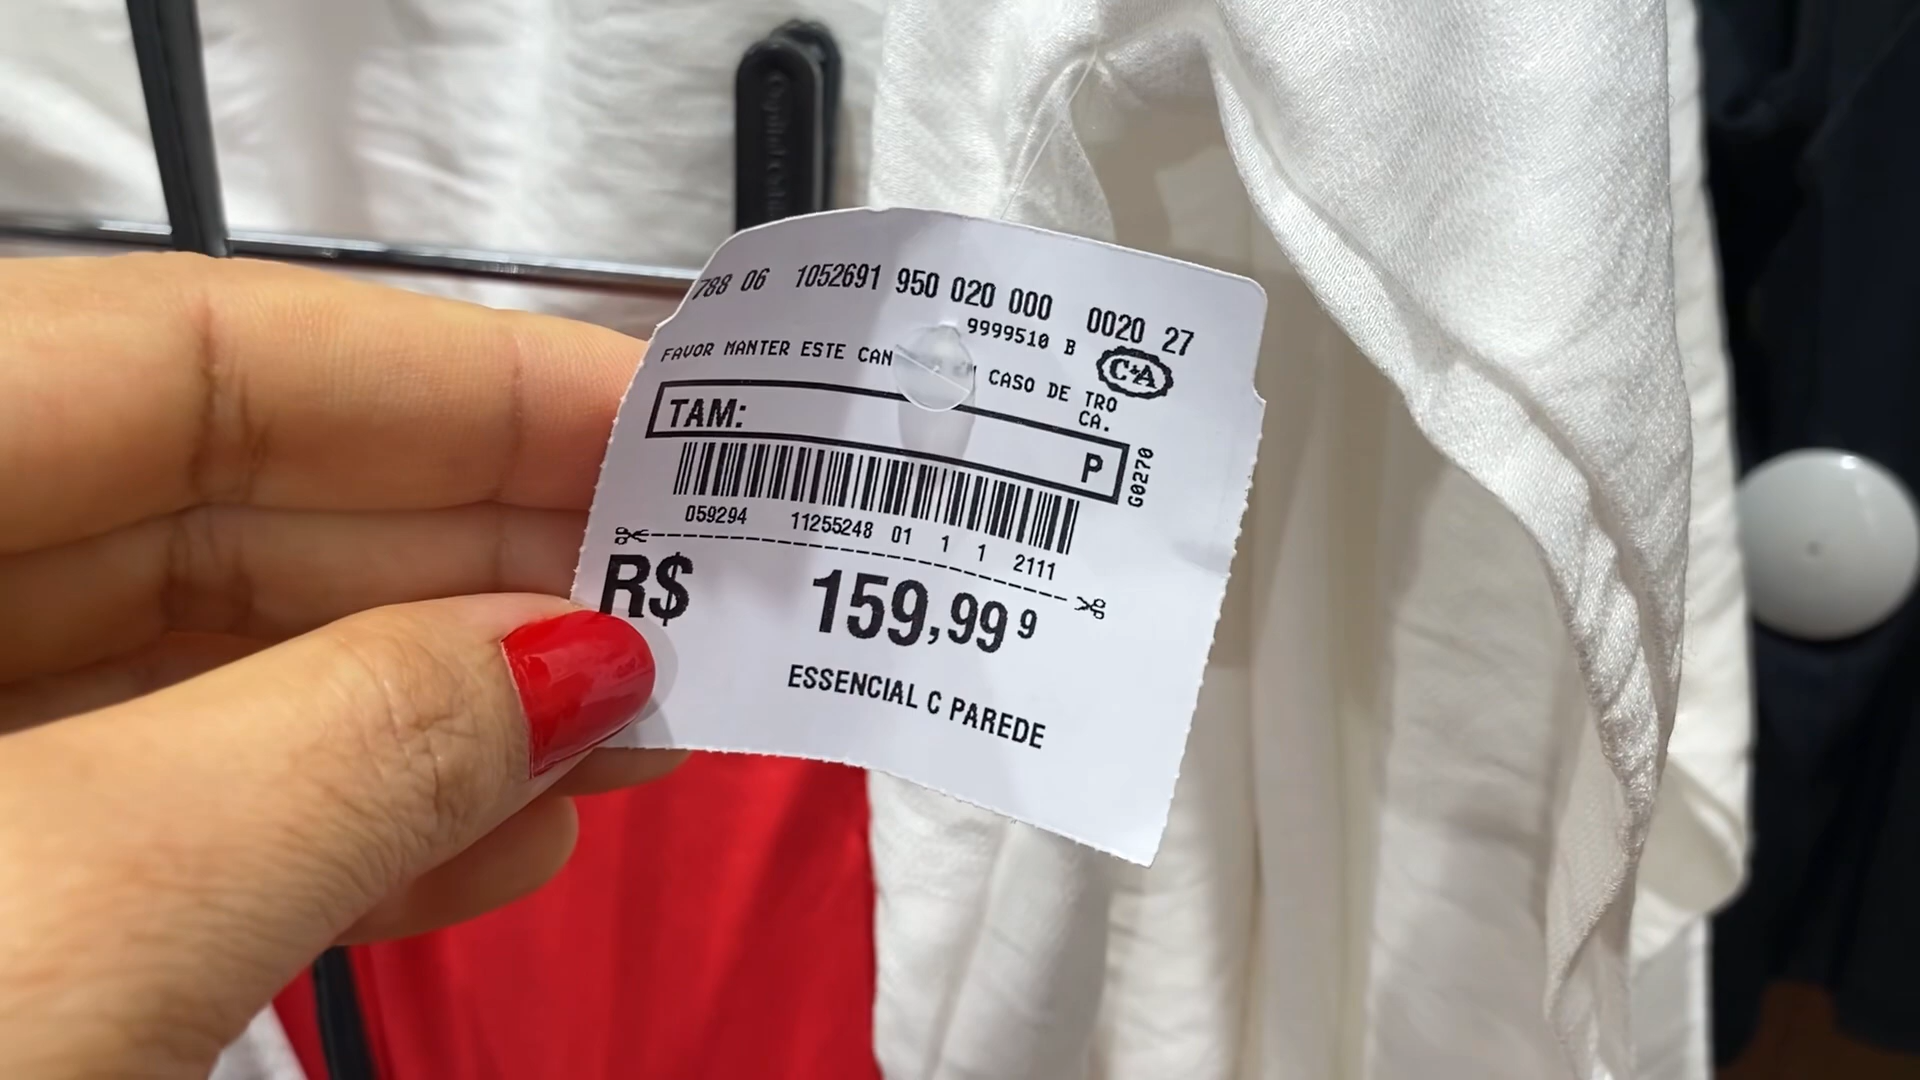 788 06 1052691 950 020 000 0020 27
9999510 B
FAVOR MANTER ESTE CAN CASO DE TRO
CA.
C&A
TAM: P
G0270
059294 11255248 01 1 1 2111
R$ 159,99 9
ESSENCIAL C PAREDE